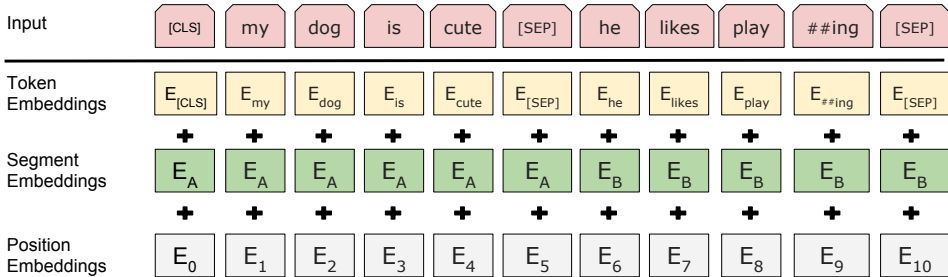 Input [CLS] my dog is cute [SEP] he likes play ##ing [SEP]
Token Embeddings E[CLS] Emy Edog Eis Ecute E[SEP] Ehe Elikes Eplay E##ing E[SEP]
+ + + + + + + + + + +
Segment Embeddings EA EA EA EA EA EA EB EB EB EB EB
+ + + + + + + + + + +
Position Embeddings E0 E1 E2 E3 E4 E5 E6 E7 E8 E9 E10